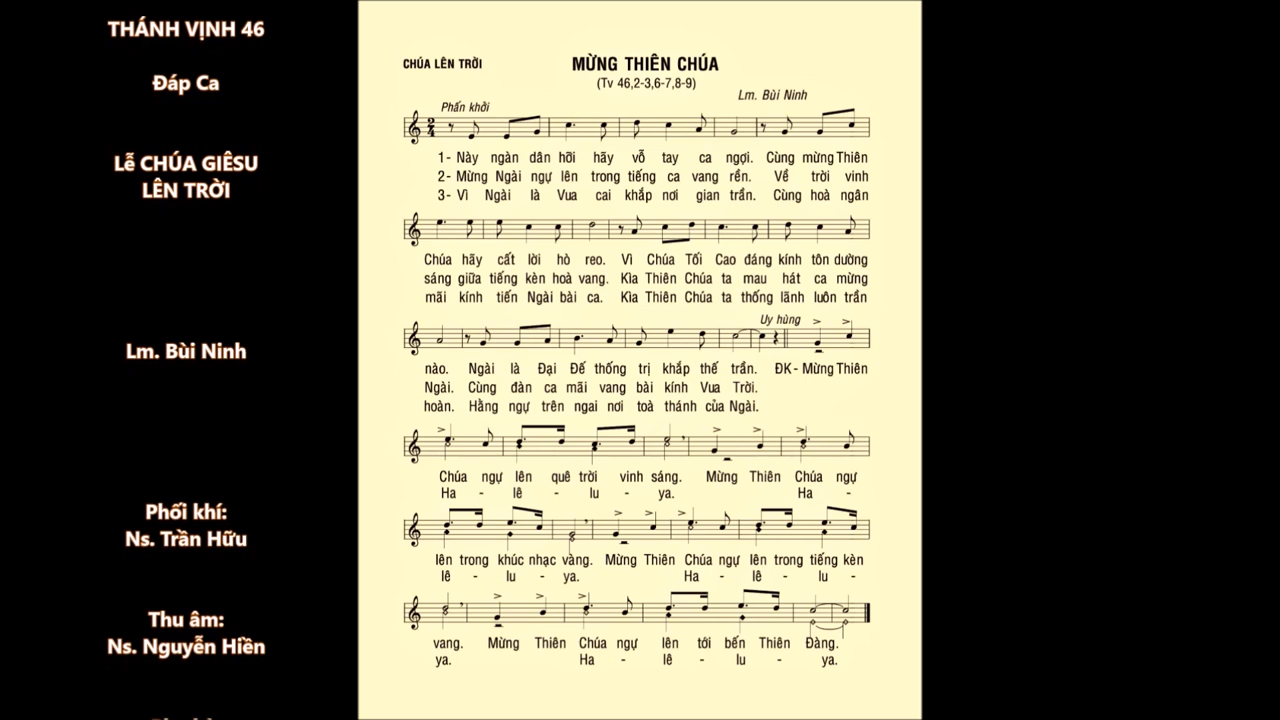 THÁNH VỊNH 46
Đáp Ca
Lễ CHÚA GIÊSU
LÊN TRỜI
Lm. Bùi Ninh
Phối khí:
Ns. Trần Hữu
Thu âm:
Ns. Nguyễn Hiền
CHÚA LÊN TRỜI
MỪNG THIÊN CHÚA
(Tv 46,2-3,6-7,8-9)
Lm. Bùi Ninh
Phấn khởi
2
4
1- Này ngàn dân hỡi hãy vỗ tay ca ngợi. Cùng mừng Thiên
2- Mừng Ngài ngự lên trong tiếng ca vang rền. Về trời vinh
3- Vì Ngài là Vua cai khắp nơi gian trần. Cùng hoà ngân
Chúa hãy cất lời hò reo. Vì Chúa Tối Cao đáng kính tôn dường
sáng giữa tiếng kèn hoà vang. Kìa Thiên Chúa ta mau hát ca mừng
mãi kính tiến Ngài bài ca. Kìa Thiên Chúa ta thống lãnh luôn trần
Uy hùng
nào. Ngài là Đại Đế thống trị khắp thế trần. ĐK- Mừng Thiên
Ngài. Cùng đàn ca mãi vang bài kính Vua Trời.
hoàn. Hằng ngự trên ngai nơi toà thánh của Ngài.
Chúa ngự lên quê trời vinh sáng. Mừng Thiên Chúa ngự
Ha - lê - lu - ya. Ha -
lên trong khúc nhạc vàng. Mừng Thiên Chúa ngự lên trong tiếng kèn
lê - lu - ya. Ha - lê - lu -
vang. Mừng Thiên Chúa ngự lên tới bến Thiên Đàng.
ya. Ha - lê - lu - ya.